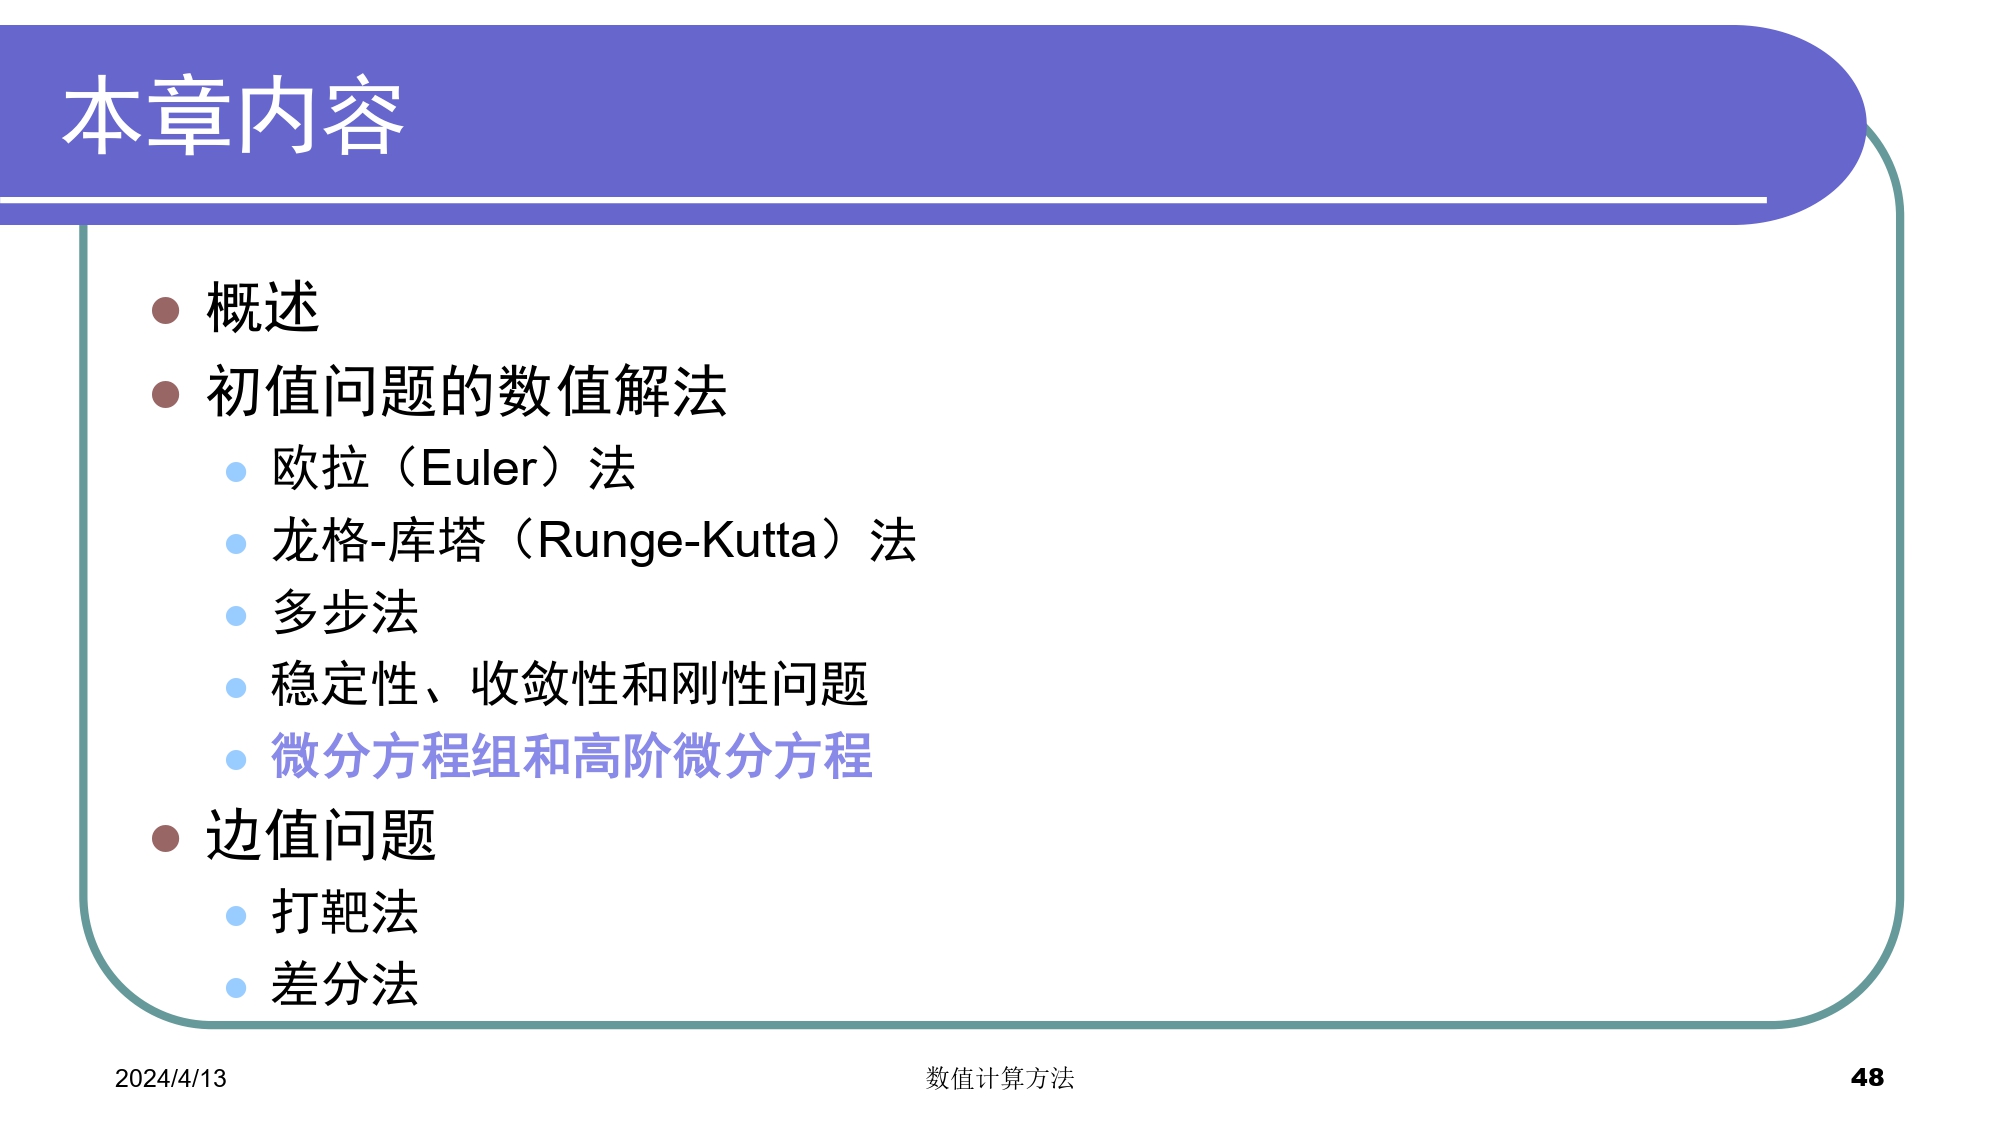 本章内容
概述
初值问题的数值解法
欧拉（Euler）法
龙格-库塔（Runge-Kutta）法
多步法
稳定性、收敛性和刚性问题
微分方程组和高阶微分方程
边值问题
打靶法
差分法
2024/4/13
数值计算方法
48